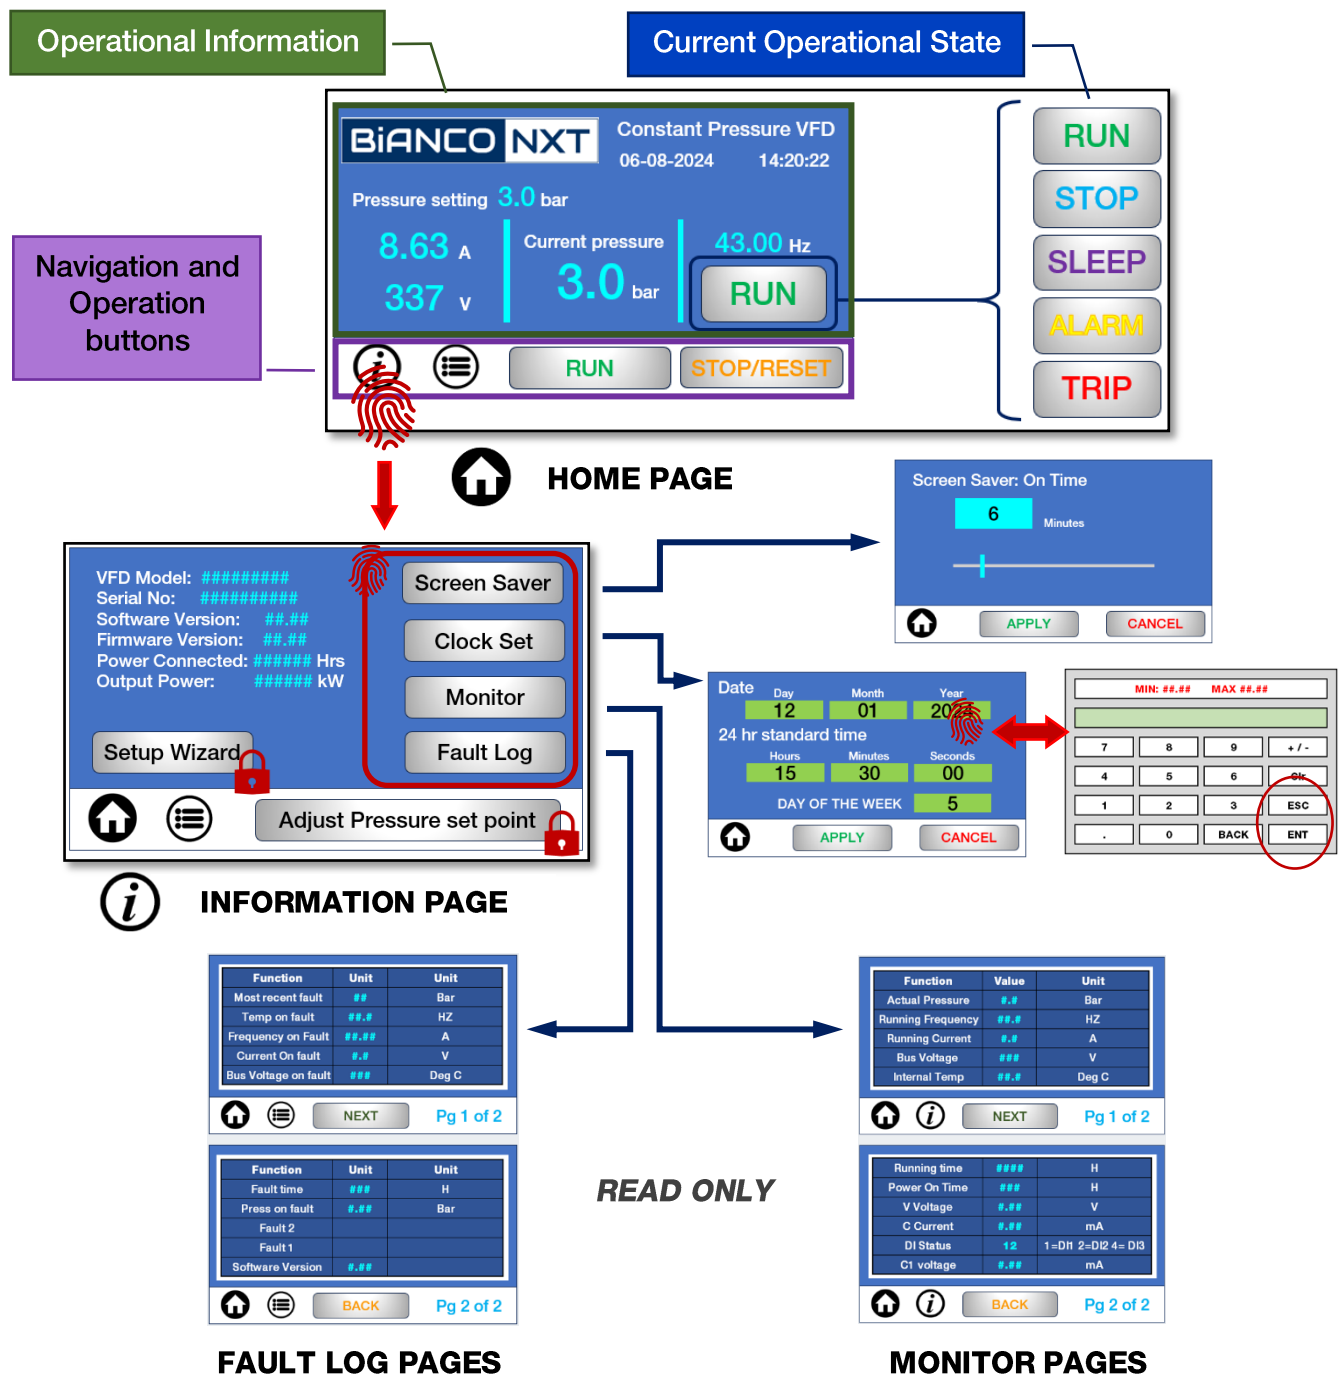 Operational Information
Current Operational State
BiANCO NXT
Constant Pressure VFD
06-08-2024 14:20:22
Pressure setting 3.0 bar
8.63 A
337 V
Current pressure
3.0 bar
43.00 Hz
RUN
RUN
STOP
SLEEP
ALARM
TRIP
Navigation and
Operation
buttons
i
RUN
STOP/RESET
HOME PAGE
Screen Saver: On Time
6
Minutes
APPLY
CANCEL
VFD Model: #########
Serial No: ##########
Software Version: ##.##
Firmware Version: ##.##
Power Connected: ###### Hrs
Output Power: ###### kW
Screen Saver
Clock Set
Monitor
Fault Log
Setup Wizard
Adjust Pressure set point
i
INFORMATION PAGE
Date
Day Month Year
12 01 2024
24 hr standard time
Hours Minutes Seconds
15 30 00
DAY OF THE WEEK 5
APPLY
CANCEL
MIN: ##.## MAX ##.##
7 8 9 + / -
4 5 6 Clr
1 2 3 ESC
. 0 BACK ENT
Function Unit Unit
Most recent fault ## Bar
Temp on fault ##.# HZ
Frequency on Fault ##.## A
Current On fault #.# V
Bus Voltage on fault ### Deg C
NEXT
Pg 1 of 2
Function Unit Unit
Fault time ### H
Press on fault #.## Bar
Fault 2
Fault 1
Software Version #.##
BACK
Pg 2 of 2
FAULT LOG PAGES
READ ONLY
Function Value Unit
Actual Pressure #.# Bar
Running Frequency ##.# HZ
Running Current #.# A
Bus Voltage ### V
Internal Temp ##.# Deg C
i
NEXT
Pg 1 of 2
Running time #### H
Power On Time ### H
V Voltage #.## V
C Current #.## mA
DI Status 12 1=DI1 2=DI2 4= DI3
C1 voltage #.## mA
i
BACK
Pg 2 of 2
MONITOR PAGES